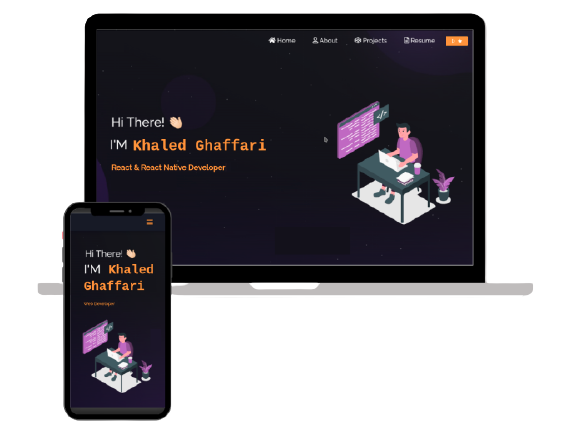 Home About Projects Resume
Hi There! 👋🏻
I'M Khaled Ghaffari
React & React Native Developer
</>
Hi There! 👋🏻
I'M Khaled
Ghaffari
Web Developer
</>